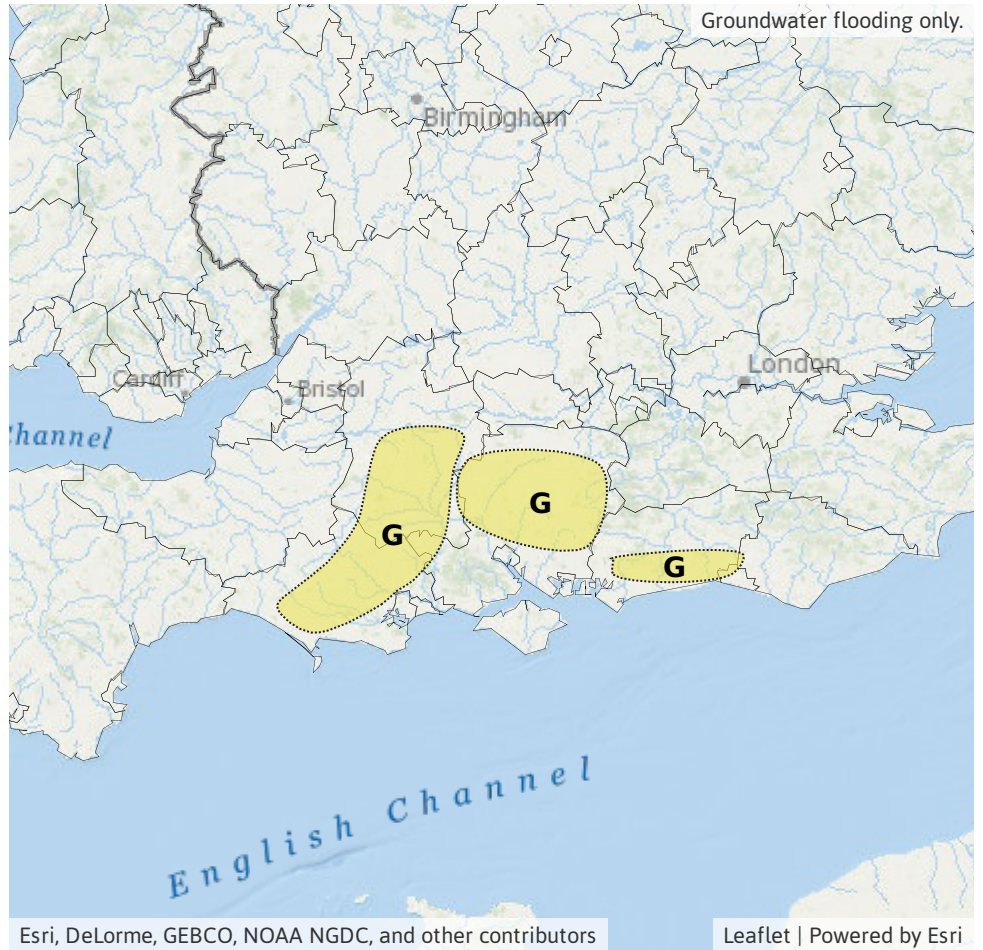 Groundwater flooding only.
Birmingham
London
Cardiff
Bristol
Channel
G
G
G
English Channel
Esri, DeLorme, GEBCO, NOAA NGDC, and other contributors
Leaflet | Powered by Esri